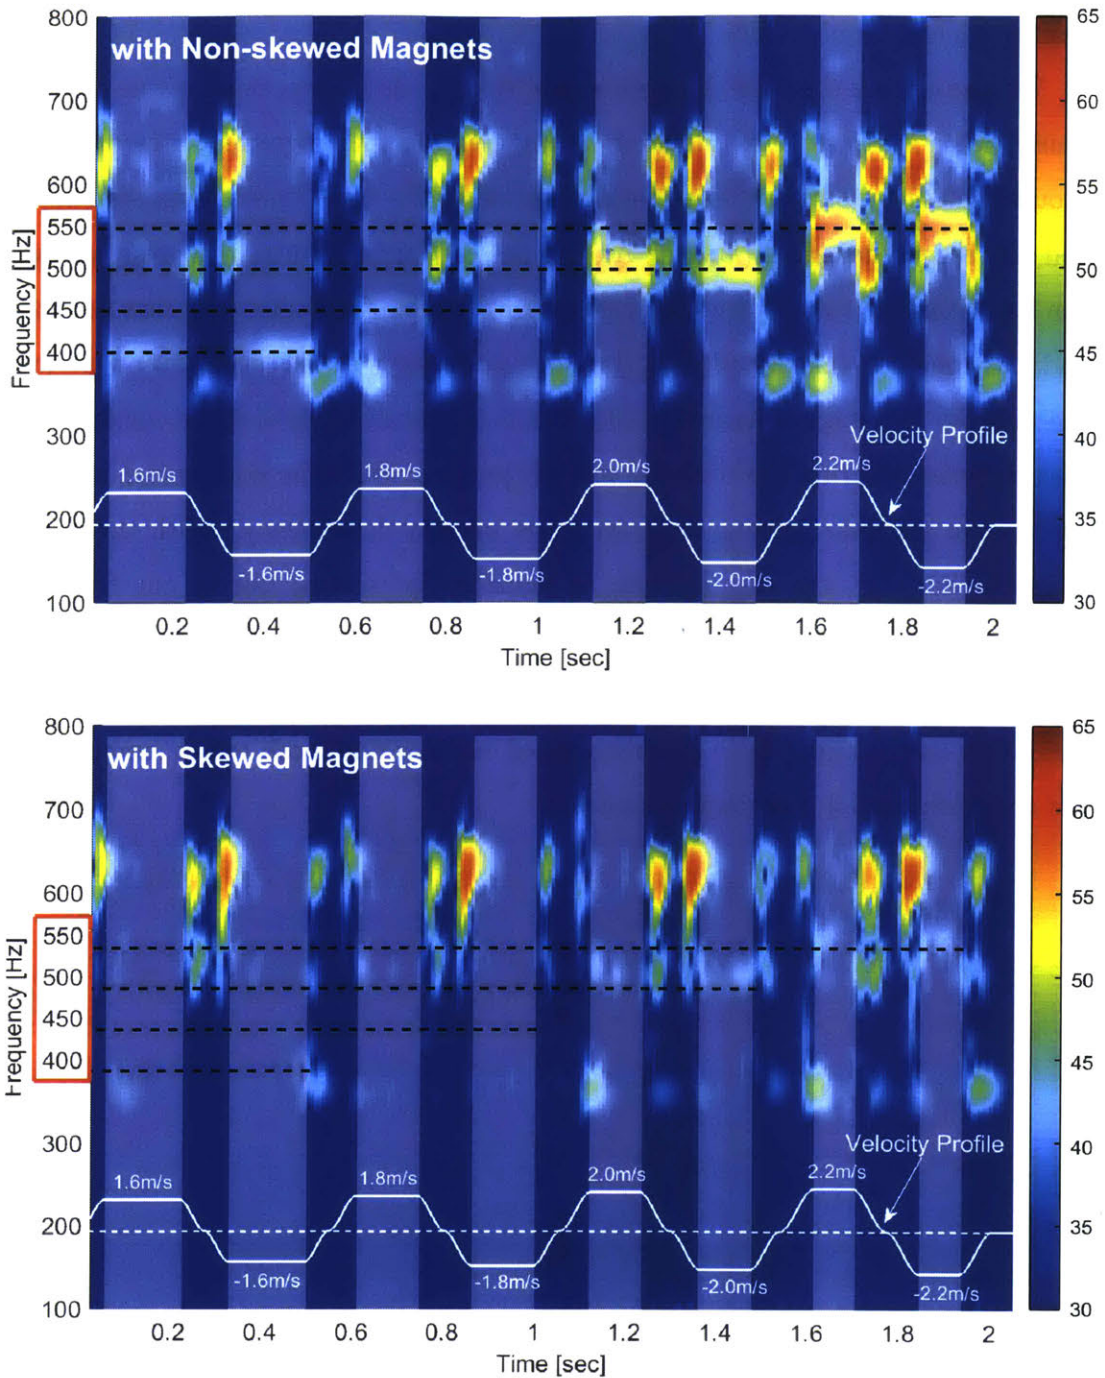 800
with Non-skewed Magnets
700
600
550
500
450
400
300
200
100
Frequency [Hz]
1.6m/s
-1.6m/s
1.8m/s
-1.8m/s
2.0m/s
-2.0m/s
2.2m/s
-2.2m/s
Velocity Profile
0.2 0.4 0.6 0.8 1 1.2 1.4 1.6 1.8 2
Time [sec]
65
60
55
50
45
40
35
30
800
with Skewed Magnets
700
600
550
500
450
400
300
200
100
Frequency [Hz]
1.6m/s
-1.6m/s
1.8m/s
-1.8m/s
2.0m/s
-2.0m/s
2.2m/s
-2.2m/s
Velocity Profile
0.2 0.4 0.6 0.8 1 1.2 1.4 1.6 1.8 2
Time [sec]
65
60
55
50
45
40
35
30